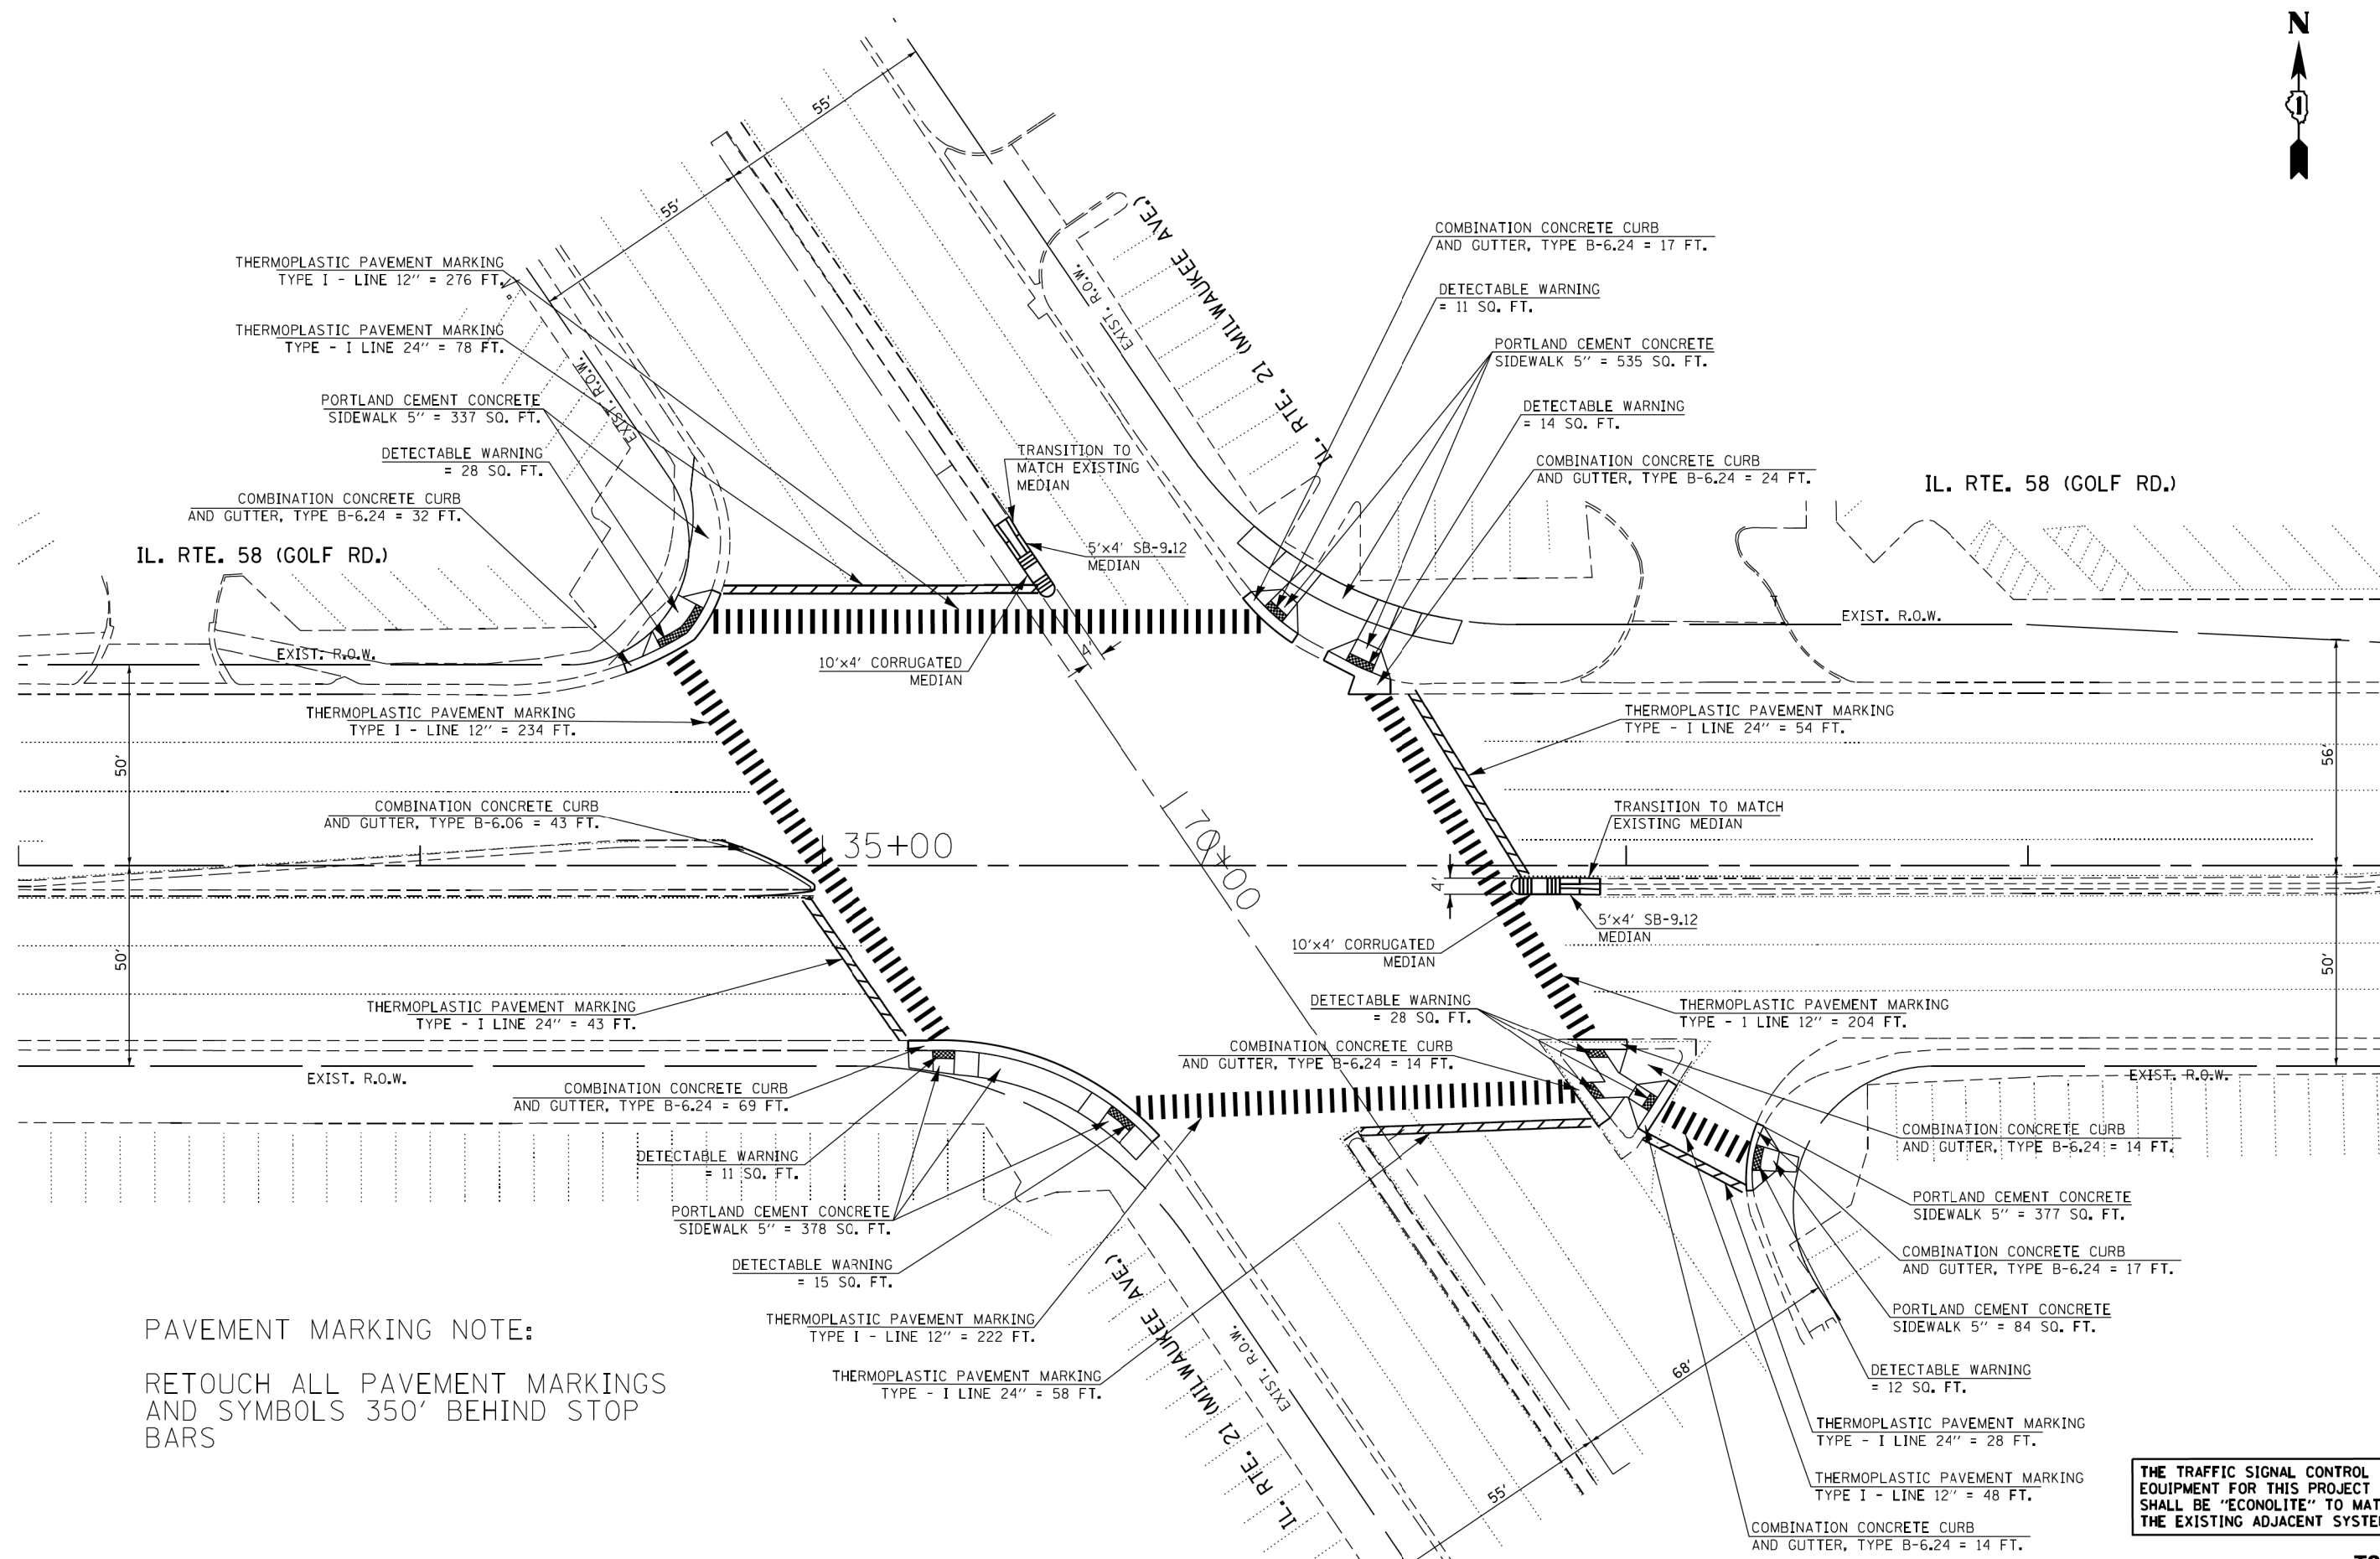 N
1
55'
55'
IL. RTE. 21 (MILWAUKEE AVE.)
EXIST. R.O.W.
THERMOPLASTIC PAVEMENT MARKING
TYPE I - LINE 12" = 276 FT.
THERMOPLASTIC PAVEMENT MARKING
TYPE - I LINE 24" = 78 FT.
PORTLAND CEMENT CONCRETE
SIDEWALK 5" = 337 SQ. FT.
DETECTABLE WARNING
= 28 SQ. FT.
COMBINATION CONCRETE CURB
AND GUTTER, TYPE B-6.24 = 32 FT.
EXIST. R.O.W.
IL. RTE. 58 (GOLF RD.)
EXIST. R.O.W.
TRANSITION TO
MATCH EXISTING
MEDIAN
5'x4' SB-9.12
MEDIAN
10'x4' CORRUGATED
MEDIAN
4'
COMBINATION CONCRETE CURB
AND GUTTER, TYPE B-6.24 = 17 FT.
DETECTABLE WARNING
= 11 SQ. FT.
PORTLAND CEMENT CONCRETE
SIDEWALK 5" = 535 SQ. FT.
DETECTABLE WARNING
= 14 SQ. FT.
COMBINATION CONCRETE CURB
AND GUTTER, TYPE B-6.24 = 24 FT.
IL. RTE. 58 (GOLF RD.)
EXIST. R.O.W.
THERMOPLASTIC PAVEMENT MARKING
TYPE I - LINE 12" = 234 FT.
50'
COMBINATION CONCRETE CURB
AND GUTTER, TYPE B-6.06 = 43 FT.
35+00
70+00
50'
THERMOPLASTIC PAVEMENT MARKING
TYPE - I LINE 24" = 43 FT.
EXIST. R.O.W.
THERMOPLASTIC PAVEMENT MARKING
TYPE - I LINE 24" = 54 FT.
56'
TRANSITION TO MATCH
EXISTING MEDIAN
4'
5'x4' SB-9.12
MEDIAN
10'x4' CORRUGATED
MEDIAN
50'
DETECTABLE WARNING
= 28 SQ. FT.
THERMOPLASTIC PAVEMENT MARKING
TYPE - 1 LINE 12" = 204 FT.
COMBINATION CONCRETE CURB
AND GUTTER, TYPE B-6.24 = 14 FT.
EXIST. R.O.W.
COMBINATION CONCRETE CURB
AND GUTTER, TYPE B-6.24 = 69 FT.
DETECTABLE WARNING
= 11 SQ. FT.
PORTLAND CEMENT CONCRETE
SIDEWALK 5" = 378 SQ. FT.
DETECTABLE WARNING
= 15 SQ. FT.
THERMOPLASTIC PAVEMENT MARKING
TYPE I - LINE 12" = 222 FT.
THERMOPLASTIC PAVEMENT MARKING
TYPE - I LINE 24" = 58 FT.
IL. RTE. 21 (MILWAUKEE AVE.)
EXIST. R.O.W.
55'
68'
COMBINATION CONCRETE CURB
AND GUTTER, TYPE B-6.24 = 14 FT.
PORTLAND CEMENT CONCRETE
SIDEWALK 5" = 377 SQ. FT.
COMBINATION CONCRETE CURB
AND GUTTER, TYPE B-6.24 = 17 FT.
PORTLAND CEMENT CONCRETE
SIDEWALK 5" = 84 SQ. FT.
DETECTABLE WARNING
= 12 SQ. FT.
THERMOPLASTIC PAVEMENT MARKING
TYPE - I LINE 24" = 28 FT.
THERMOPLASTIC PAVEMENT MARKING
TYPE I - LINE 12" = 48 FT.
COMBINATION CONCRETE CURB
AND GUTTER, TYPE B-6.24 = 14 FT.
PAVEMENT MARKING NOTE:
RETOUCH ALL PAVEMENT MARKINGS
AND SYMBOLS 350' BEHIND STOP
BARS
THE TRAFFIC SIGNAL CONTROL
EQUIPMENT FOR THIS PROJECT
SHALL BE "ECONOLITE" TO MAT
THE EXISTING ADJACENT SYSTE